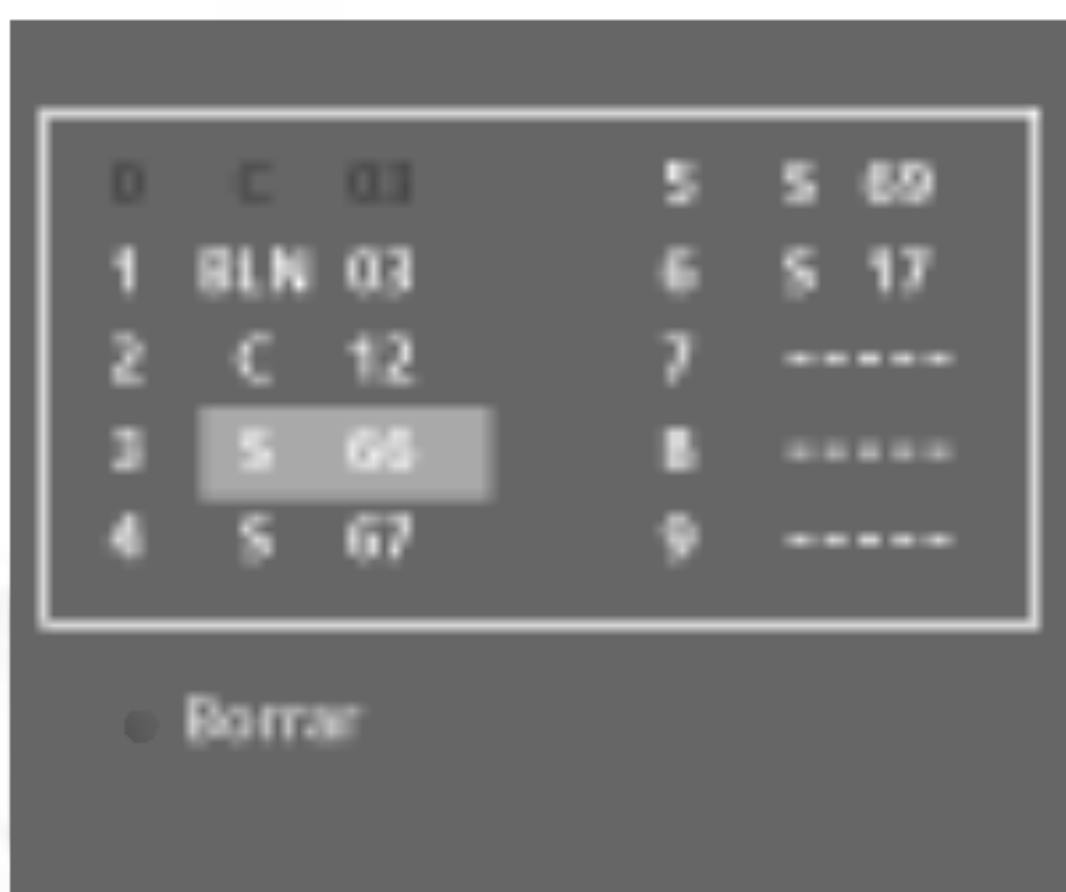 0 C 03
1 BLN 03
2 C 12
3 S 66
4 S 67
5 S 69
6 S 17
7 -----
8 -----
9 -----
Borrar